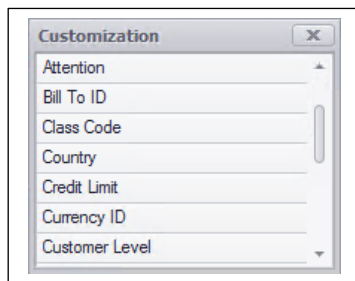 Customization
Attention
Bill To ID
Class Code
Country
Credit Limit
Currency ID
Customer Level